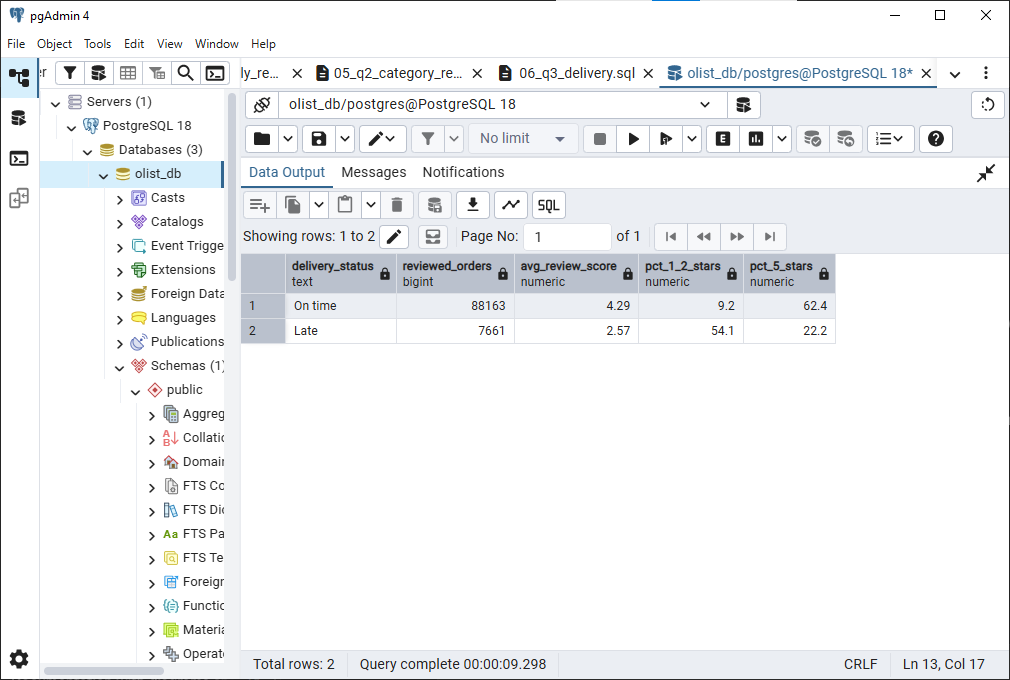 pgAdmin 4
File Object Tools Edit View Window Help
er
ly_re... 05_q2_category_re... 06_q3_delivery.sql olist_db/postgres@PostgreSQL 18*
olist_db/postgres@PostgreSQL 18
No limit
E
Servers (1)
PostgreSQL 18
Databases (3)
olist_db
Casts
Catalogs
Event Trigge
Extensions
Foreign Data
Languages
Publications
Schemas (1)
public
Aggreg
Collatio
Domain
FTS Co
FTS Dic
Aa FTS Pa
FTS Te
Foreign
Functio
Materia
Operat
Data Output Messages Notifications
SQL
Showing rows: 1 to 2 Page No: 1 of 1
delivery_status text reviewed_orders bigint avg_review_score numeric pct_1_2_stars numeric pct_5_stars numeric
1 On time 88163 4.29 9.2 62.4
2 Late 7661 2.57 54.1 22.2
Total rows: 2 Query complete 00:00:09.298 CRLF Ln 13, Col 17